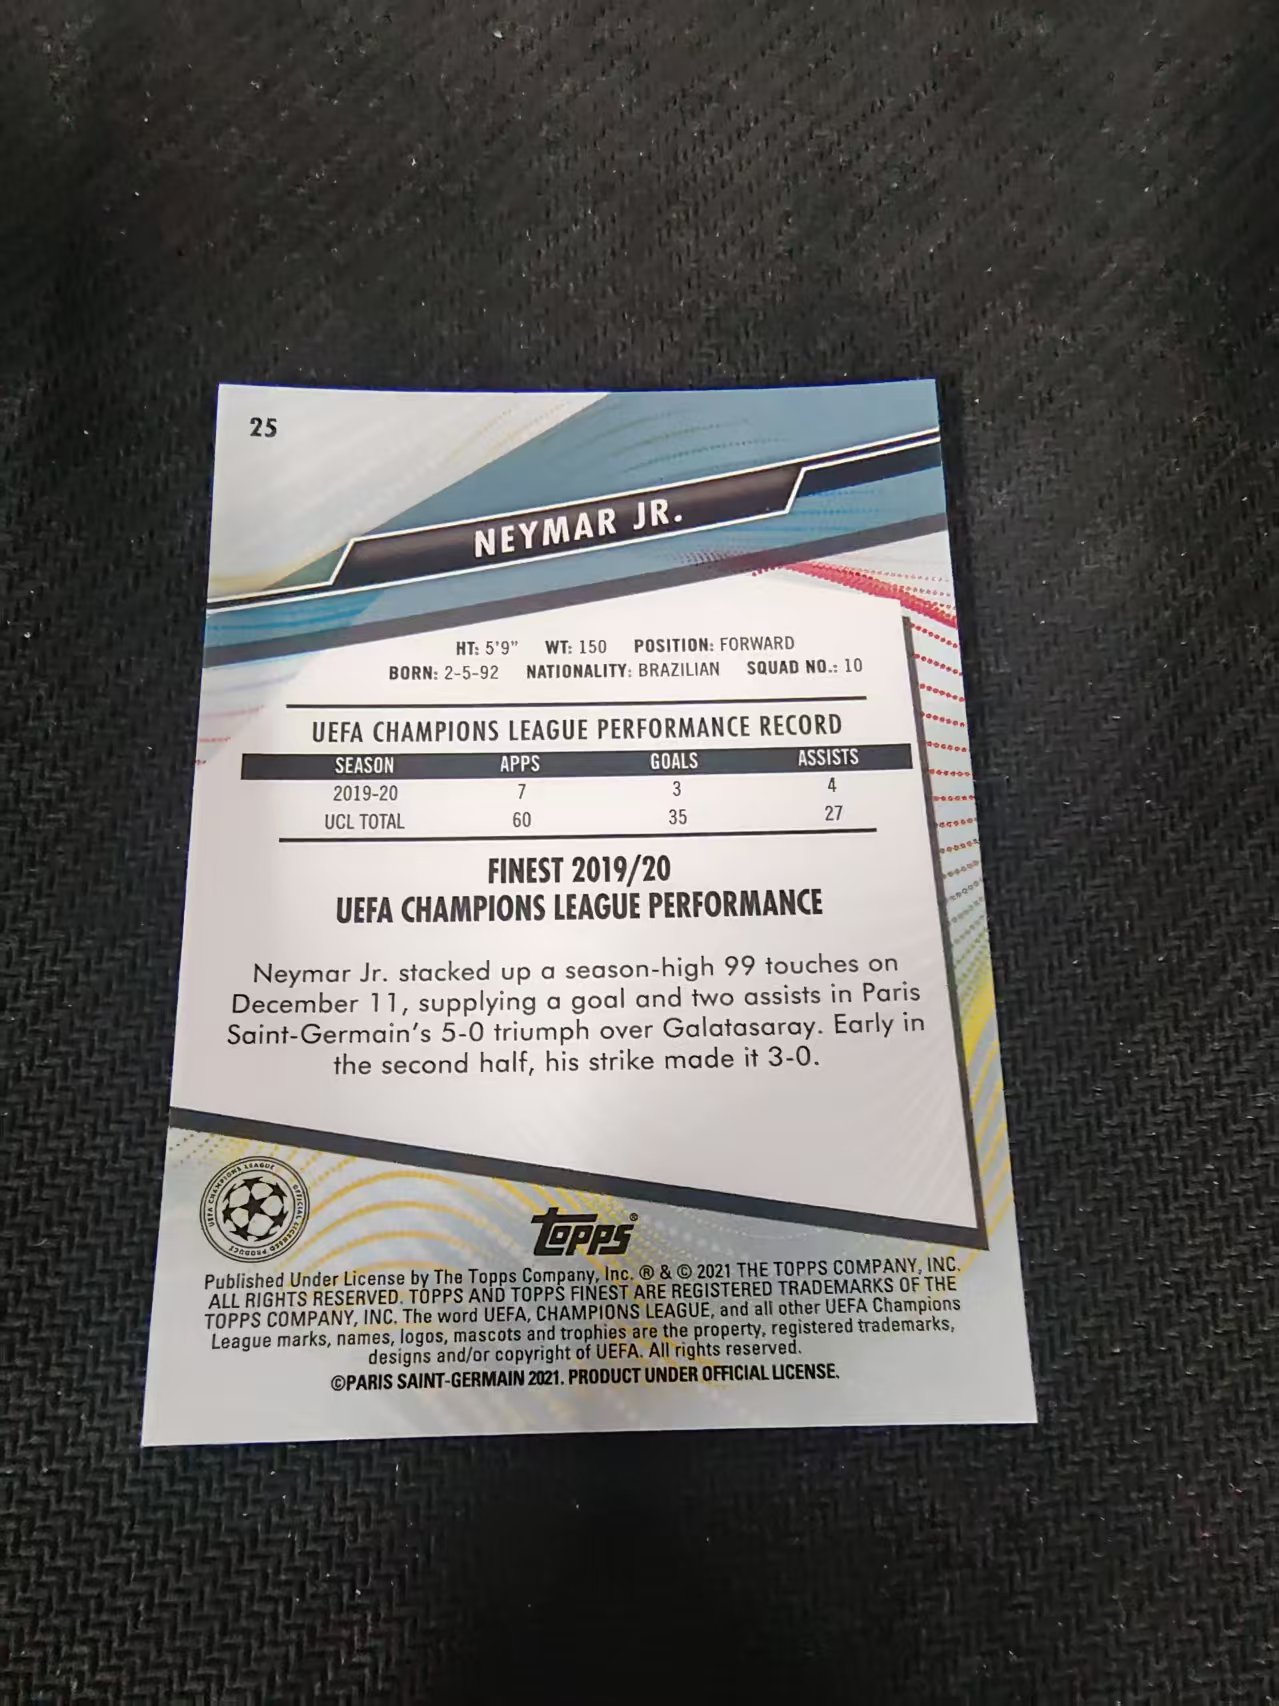 25
NEYMAR JR.
HT: 5'9" WT: 150 POSITION: FORWARD
BORN: 2-5-92 NATIONALITY: BRAZILIAN SQUAD NO.: 10
UEFA CHAMPIONS LEAGUE PERFORMANCE RECORD
SEASON APPS GOALS ASSISTS
2019-20 7 3 4
UCL TOTAL 60 35 27
FINEST 2019/20
UEFA CHAMPIONS LEAGUE PERFORMANCE
Neymar Jr. stacked up a season-high 99 touches on
December 11, supplying a goal and two assists in Paris
Saint-Germain's 5-0 triumph over Galatasaray. Early in
the second half, his strike made it 3-0.
UEFA CHAMPIONS LEAGUE OFFICIAL LICENSED PRODUCT
Topps®
Published Under License by The Topps Company, Inc. ® & © 2021 THE TOPPS COMPANY, INC.
ALL RIGHTS RESERVED. TOPPS AND TOPPS FINEST ARE REGISTERED TRADEMARKS OF THE
TOPPS COMPANY, INC. The word UEFA, CHAMPIONS LEAGUE, and all other UEFA Champions
League marks, names, logos, mascots and trophies are the property, registered trademarks,
designs and/or copyright of UEFA. All rights reserved.
©PARIS SAINT-GERMAIN 2021. PRODUCT UNDER OFFICIAL LICENSE.